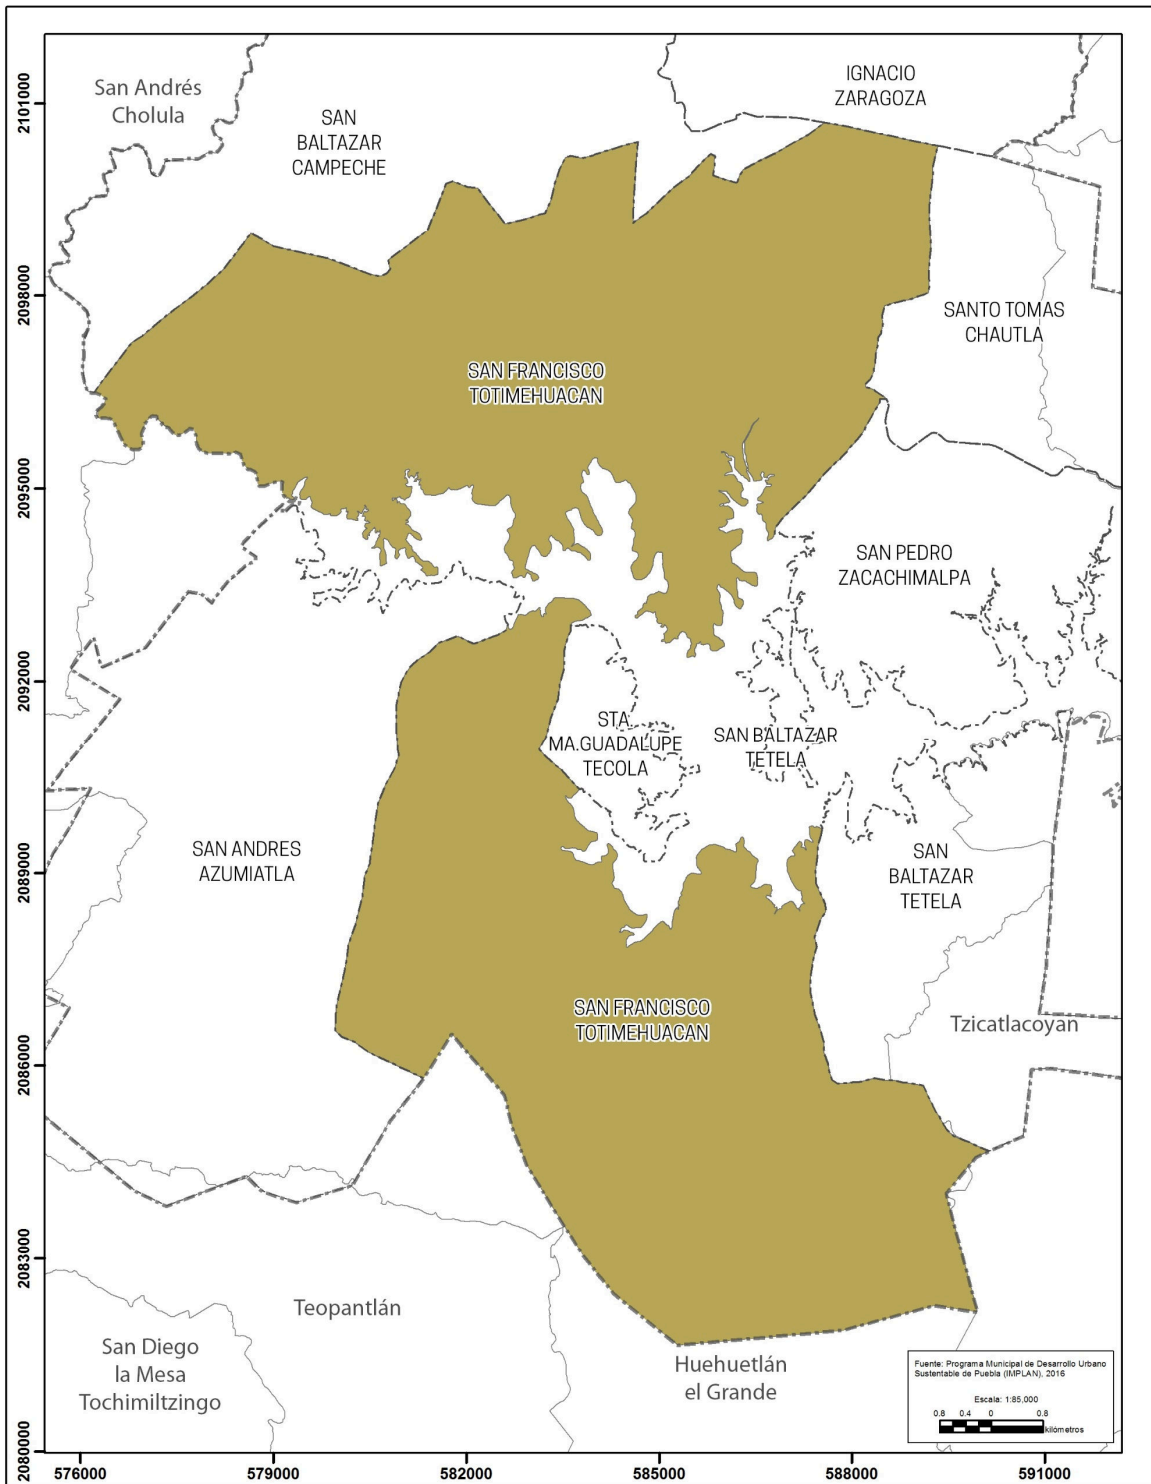 San Andrés
Cholula
SAN
BALTAZAR
CAMPECHE
IGNACIO
ZARAGOZA
SANTO TOMAS
CHAUTLA
SAN FRANCISCO
TOTIMEHUACAN
SAN PEDRO
ZACACHIMALPA
STA.
MA.GUADALUPE
TECOLA
SAN BALTAZAR
TETELA
SAN ANDRES
AZUMIATLA
SAN
BALTAZAR
TETELA
SAN FRANCISCO
TOTIMEHUACAN
Tzicatlacoyan
Teopantlán
San Diego
la Mesa
Tochimiltzingo
Huehuetlán
el Grande
Fuente: Programa Municipal de Desarrollo Urbano
Sustentable de Puebla (IMPLAN), 2016
Escala: 1:85,000
0.8 0.4 0 0.8
kilómetros
2101000
2098000
2095000
2092000
2089000
2086000
2083000
2080000
576000 579000 582000 585000 588000 591000